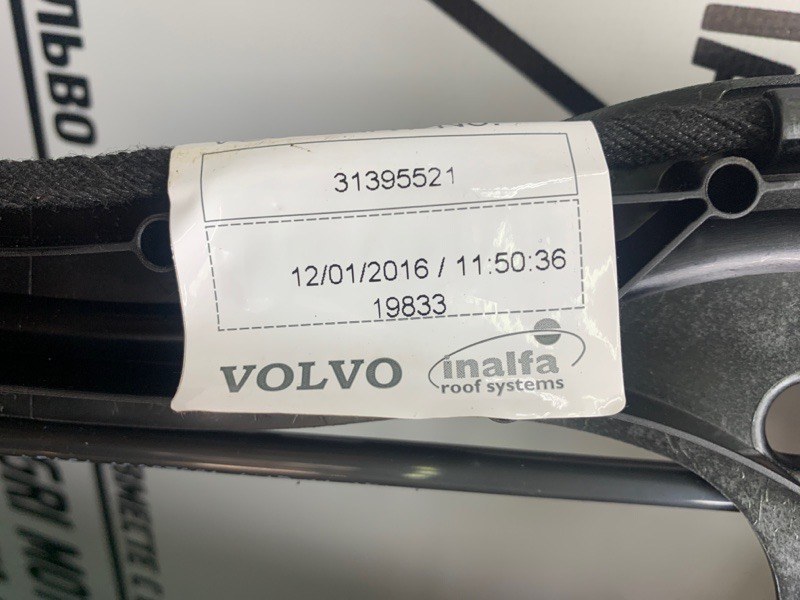 31395521
12/01/2016 / 11:50:36
19833
VOLVO
inalfa
roof systems